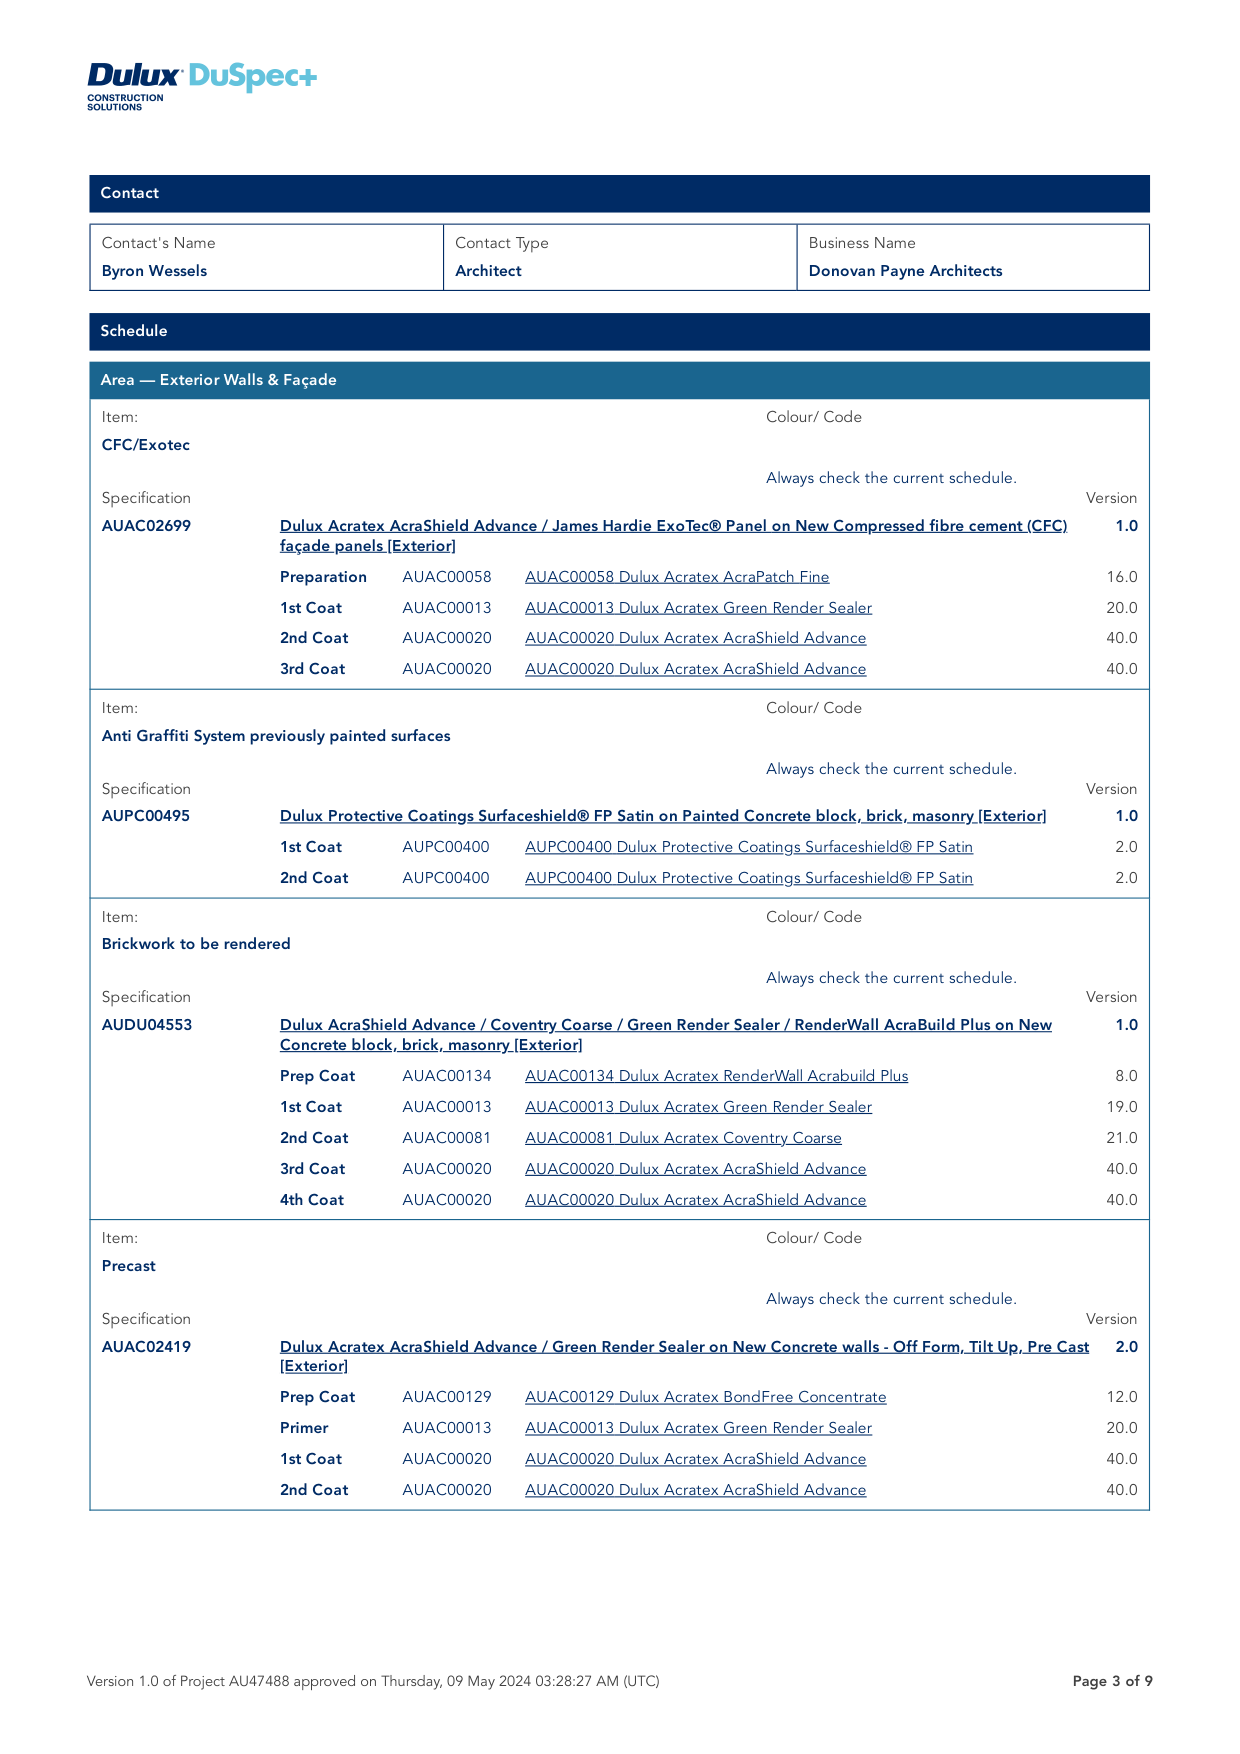 Dulux DuSpec+
CONSTRUCTION
SOLUTIONS
Contact
Contact's Name Contact Type Business Name
Byron Wessels Architect Donovan Payne Architects
Schedule
Area — Exterior Walls & Façade
Item: Colour/ Code
CFC/Exotec
Always check the current schedule.
Specification Version
AUAC02699 Dulux Acratex AcraShield Advance / James Hardie ExoTec® Panel on New Compressed fibre cement (CFC) 1.0
façade panels [Exterior]
Preparation AUAC00058 AUAC00058 Dulux Acratex AcraPatch Fine 16.0
1st Coat AUAC00013 AUAC00013 Dulux Acratex Green Render Sealer 20.0
2nd Coat AUAC00020 AUAC00020 Dulux Acratex AcraShield Advance 40.0
3rd Coat AUAC00020 AUAC00020 Dulux Acratex AcraShield Advance 40.0
Item: Colour/ Code
Anti Graffiti System previously painted surfaces
Always check the current schedule.
Specification Version
AUPC00495 Dulux Protective Coatings Surfaceshield® FP Satin on Painted Concrete block, brick, masonry [Exterior] 1.0
1st Coat AUPC00400 AUPC00400 Dulux Protective Coatings Surfaceshield® FP Satin 2.0
2nd Coat AUPC00400 AUPC00400 Dulux Protective Coatings Surfaceshield® FP Satin 2.0
Item: Colour/ Code
Brickwork to be rendered
Always check the current schedule.
Specification Version
AUDU04553 Dulux AcraShield Advance / Coventry Coarse / Green Render Sealer / RenderWall AcraBuild Plus on New 1.0
Concrete block, brick, masonry [Exterior]
Prep Coat AUAC00134 AUAC00134 Dulux Acratex RenderWall Acrabuild Plus 8.0
1st Coat AUAC00013 AUAC00013 Dulux Acratex Green Render Sealer 19.0
2nd Coat AUAC00081 AUAC00081 Dulux Acratex Coventry Coarse 21.0
3rd Coat AUAC00020 AUAC00020 Dulux Acratex AcraShield Advance 40.0
4th Coat AUAC00020 AUAC00020 Dulux Acratex AcraShield Advance 40.0
Item: Colour/ Code
Precast
Always check the current schedule.
Specification Version
AUAC02419 Dulux Acratex AcraShield Advance / Green Render Sealer on New Concrete walls - Off Form, Tilt Up, Pre Cast 2.0
[Exterior]
Prep Coat AUAC00129 AUAC00129 Dulux Acratex BondFree Concentrate 12.0
Primer AUAC00013 AUAC00013 Dulux Acratex Green Render Sealer 20.0
1st Coat AUAC00020 AUAC00020 Dulux Acratex AcraShield Advance 40.0
2nd Coat AUAC00020 AUAC00020 Dulux Acratex AcraShield Advance 40.0
Version 1.0 of Project AU47488 approved on Thursday, 09 May 2024 03:28:27 AM (UTC) Page 3 of 9